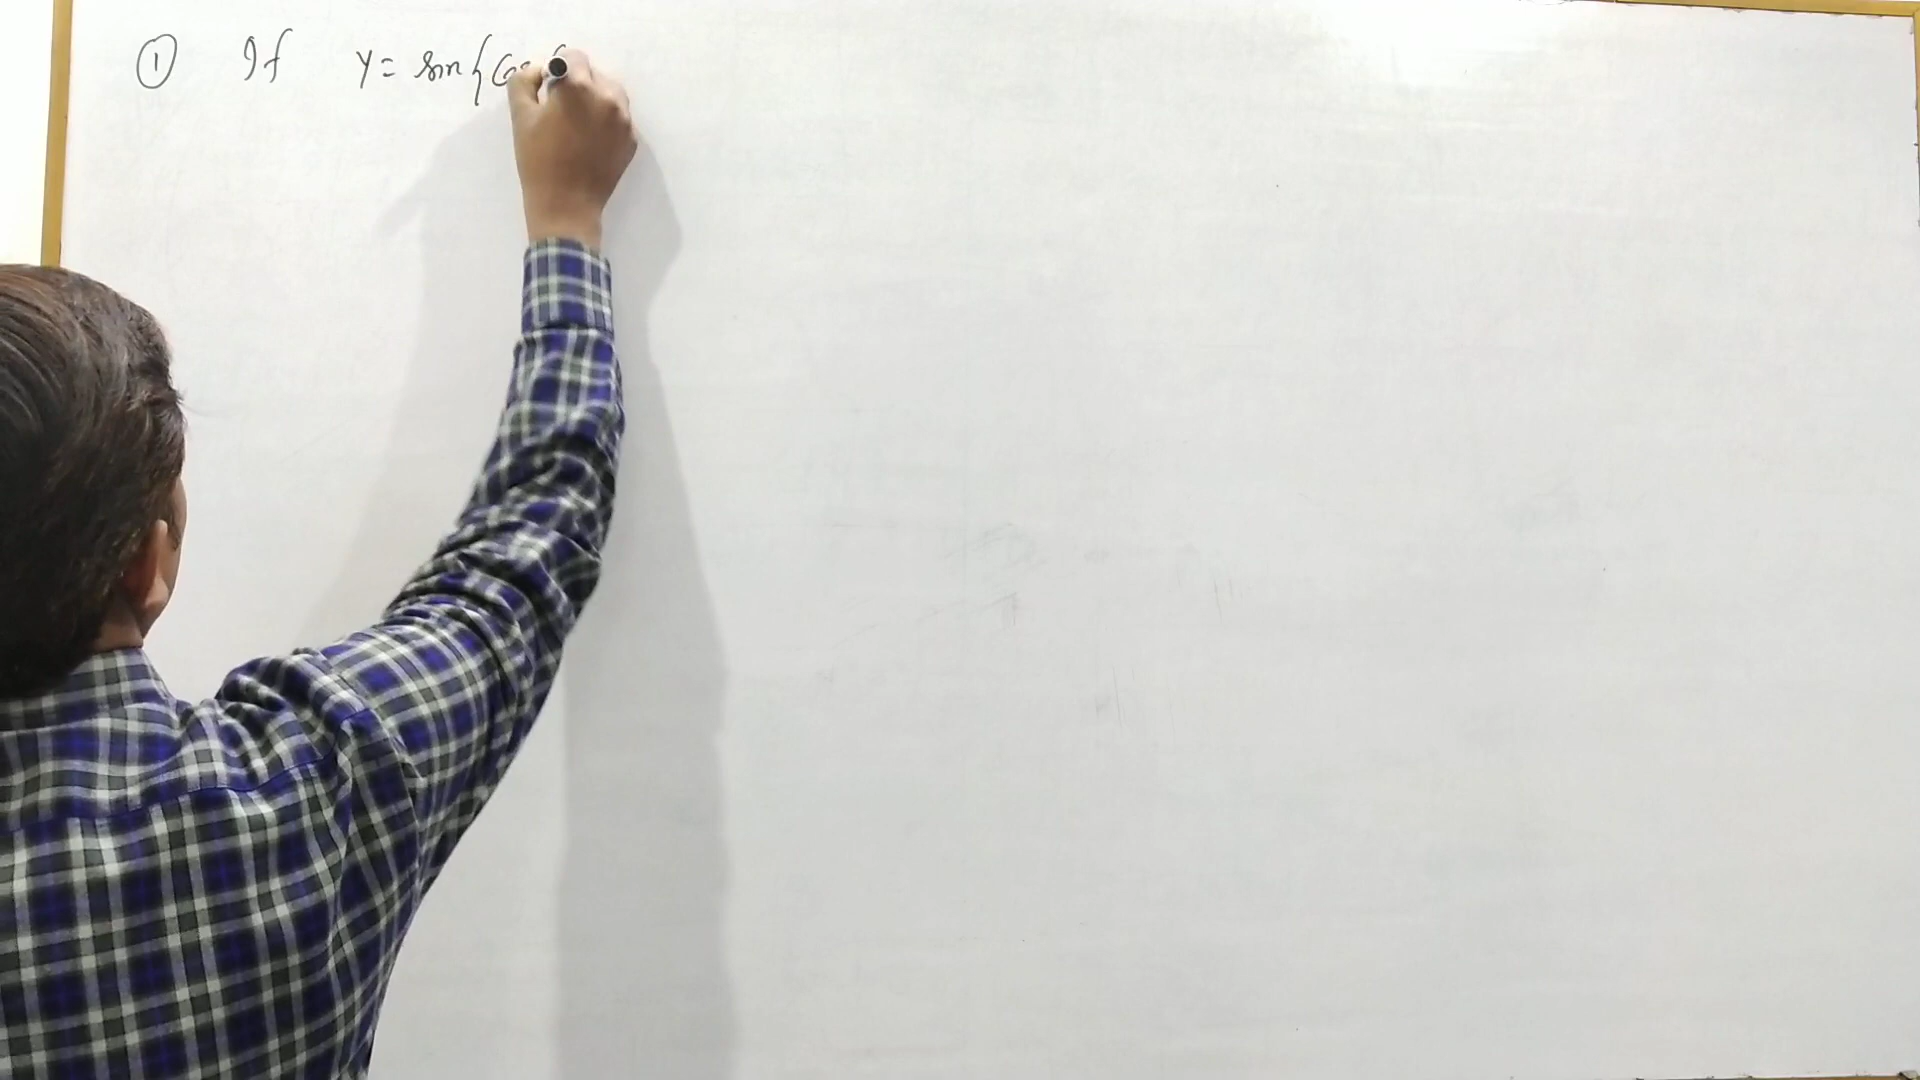 ① If y = sin{cos(